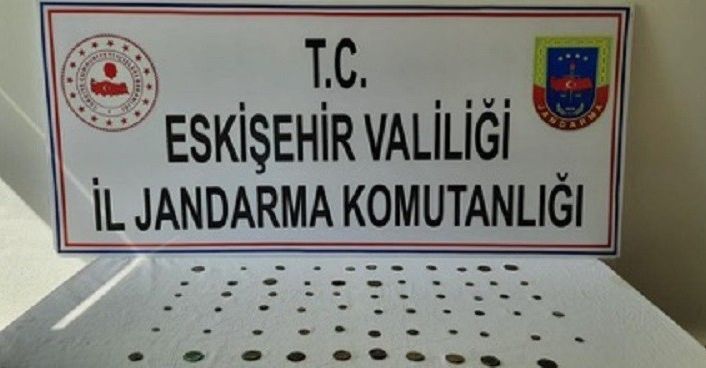 T.C.
ESKİŞEHİR VALİLİĞİ
İL JANDARMA KOMUTANLIĞI
JANDARMA